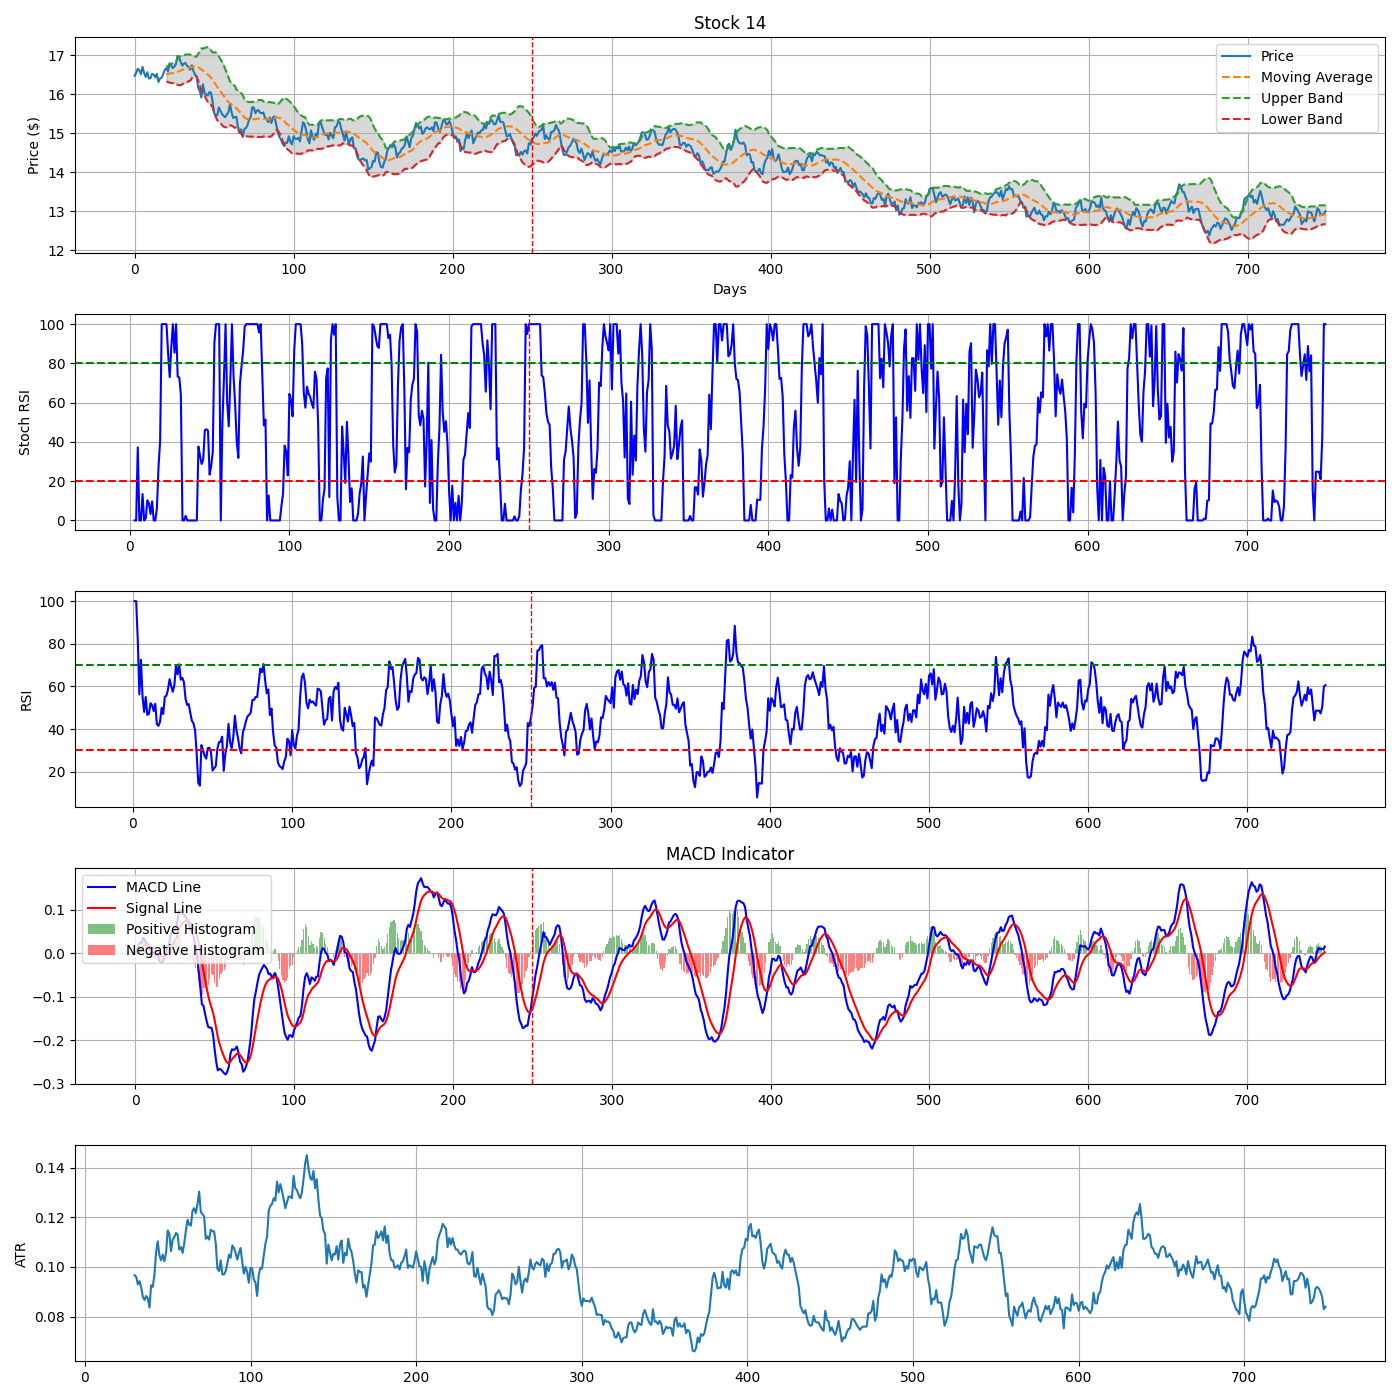 Stock 14
Price ($)
17
16
15
14
13
12
Price
Moving Average
Upper Band
Lower Band
0 100 200 300 400 500 600 700
Days
Stoch RSI
100
80
60
40
20
0
0 100 200 300 400 500 600 700
RSI
100
80
60
40
20
0 100 200 300 400 500 600 700
MACD Indicator
0.1
0.0
−0.1
−0.2
−0.3
MACD Line
Signal Line
Positive Histogram
Negative Histogram
0 100 200 300 400 500 600 700
ATR
0.14
0.12
0.10
0.08
0 100 200 300 400 500 600 700